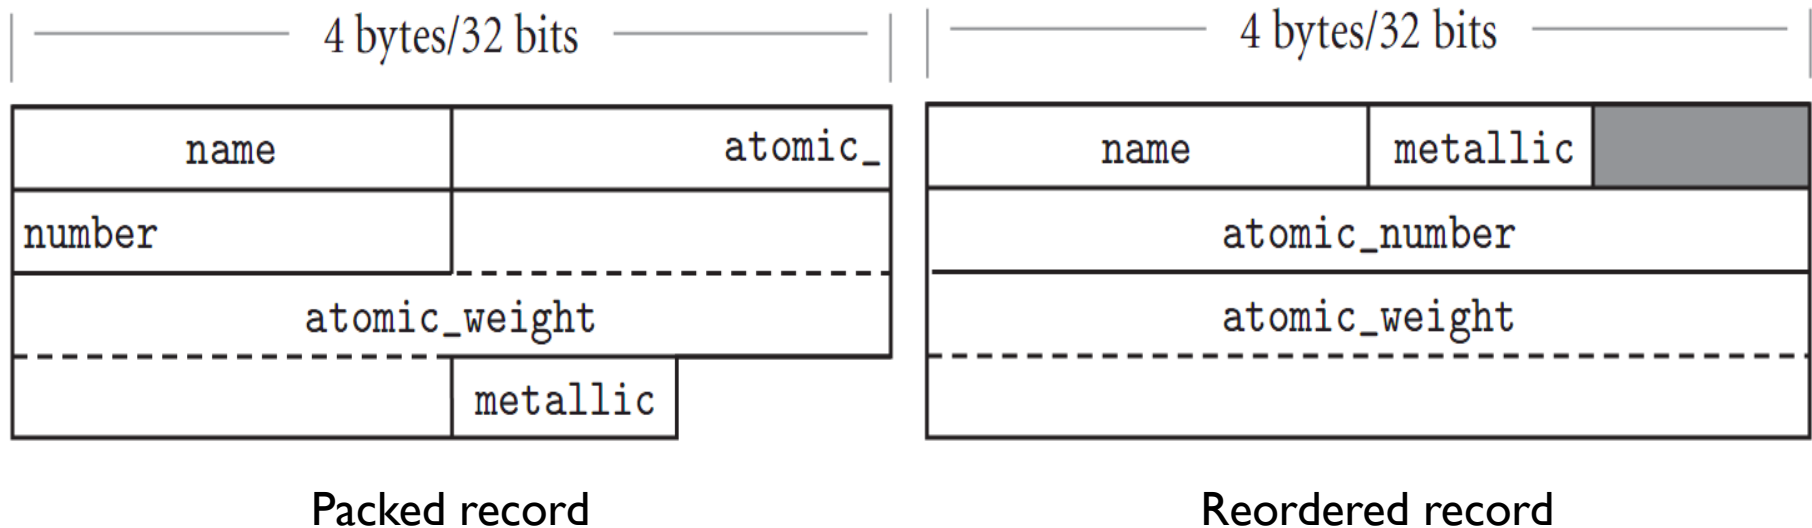 4 bytes/32 bits
name atomic_
number
atomic_weight
metallic
Packed record
4 bytes/32 bits
name metallic
atomic_number
atomic_weight
Reordered record